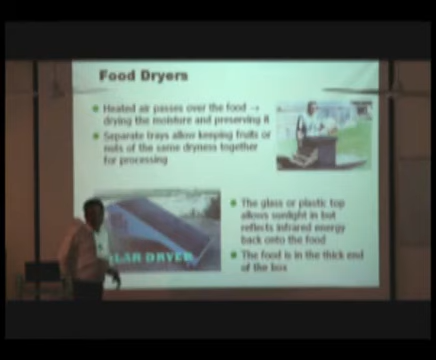 Food Dryers
Heated air passes over the food →
drying the moisture and preserving it
Separate trays allow keeping fruits or
nuts of the same dryness together
for processing
The glass or plastic top
allows sunlight in but
reflects infrared energy
back onto the food
The food is in the thick end
of the box
LAR DRYER